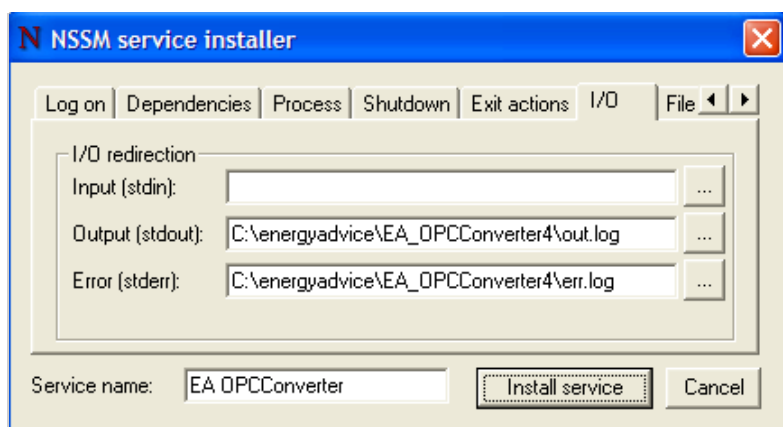 N NSSM service installer
Log on Dependencies Process Shutdown Exit actions I/O File
I/O redirection
Input (stdin): ...
Output (stdout): C:\energyadvice\EA_OPCConverter4\out.log ...
Error (stderr): C:\energyadvice\EA_OPCConverter4\err.log ...
Service name: EA OPCConverter Install service Cancel